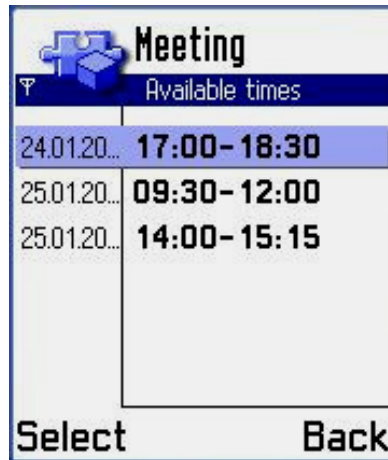 Meeting
Available times
24.01.20... 17:00-18:30
25.01.20... 09:30-12:00
25.01.20... 14:00-15:15
Select Back